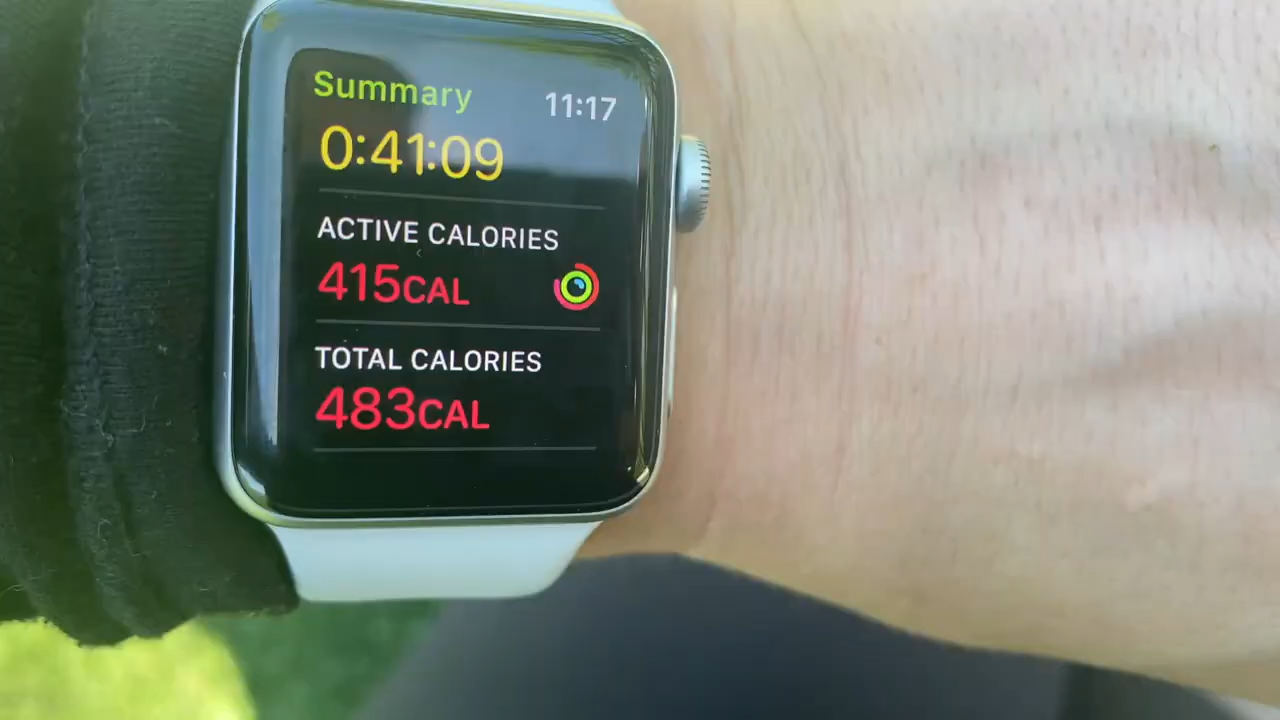 Summary 11:17
0:41:09
ACTIVE CALORIES
415CAL
TOTAL CALORIES
483CAL